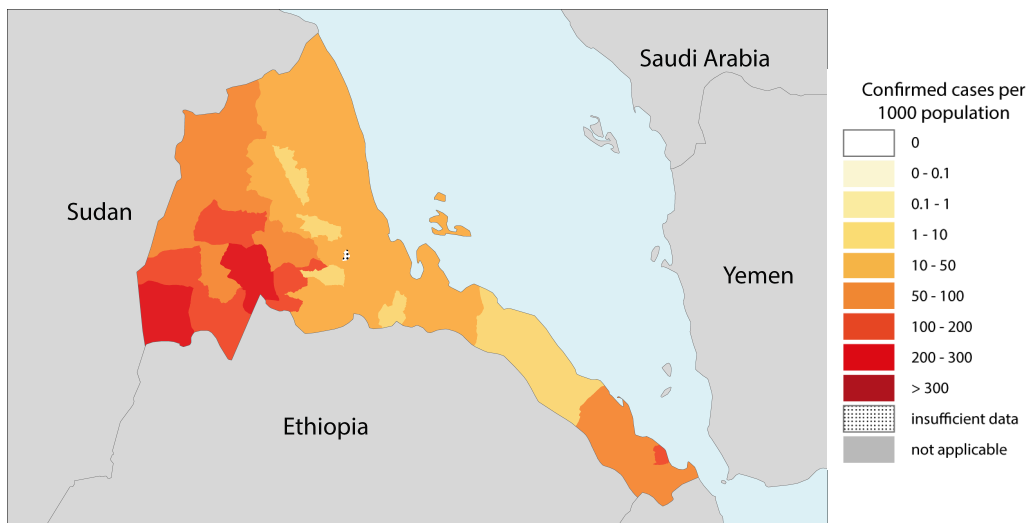 Saudi Arabia
Sudan
Yemen
Ethiopia
Confirmed cases per
1000 population
0
0 - 0.1
0.1 - 1
1 - 10
10 - 50
50 - 100
100 - 200
200 - 300
> 300
insufficient data
not applicable